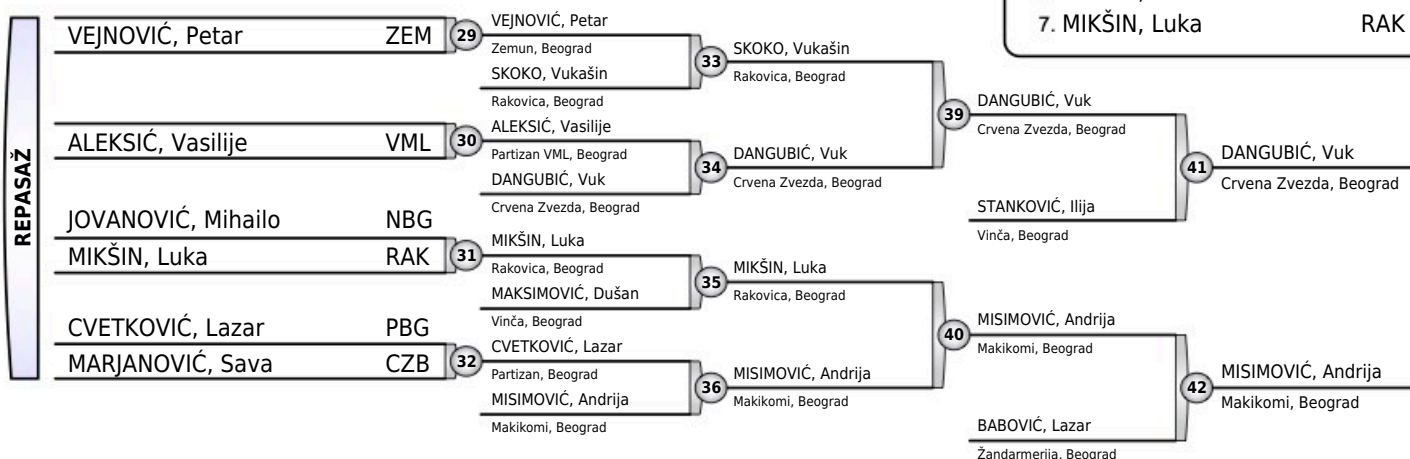 7. MIKŠIN, Luka RAK
REPASAŽ
VEJNOVIĆ, Petar ZEM
ALEKSIĆ, Vasilije VML
JOVANOVIĆ, Mihailo NBG
MIKŠIN, Luka RAK
CVETKOVIĆ, Lazar PBG
MARJANOVIĆ, Sava CZB
29
30
31
32
VEJNOVIĆ, Petar
Zemun, Beograd
SKOKO, Vukašin
Rakovica, Beograd
ALEKSIĆ, Vasilije
Partizan VML, Beograd
DANGUBIĆ, Vuk
Crvena Zvezda, Beograd
MIKŠIN, Luka
Rakovica, Beograd
MAKSIMOVIĆ, Dušan
Vinča, Beograd
CVETKOVIĆ, Lazar
Partizan, Beograd
MISIMOVIĆ, Andrija
Makikomi, Beograd
33
34
35
36
SKOKO, Vukašin
Rakovica, Beograd
DANGUBIĆ, Vuk
Crvena Zvezda, Beograd
MIKŠIN, Luka
Rakovica, Beograd
MISIMOVIĆ, Andrija
Makikomi, Beograd
39
40
DANGUBIĆ, Vuk
Crvena Zvezda, Beograd
STANKOVIĆ, Ilija
Vinča, Beograd
MISIMOVIĆ, Andrija
Makikomi, Beograd
BABOVIĆ, Lazar
Žandarmerija, Beograd
41
42
DANGUBIĆ, Vuk
Crvena Zvezda, Beograd
MISIMOVIĆ, Andrija
Makikomi, Beograd